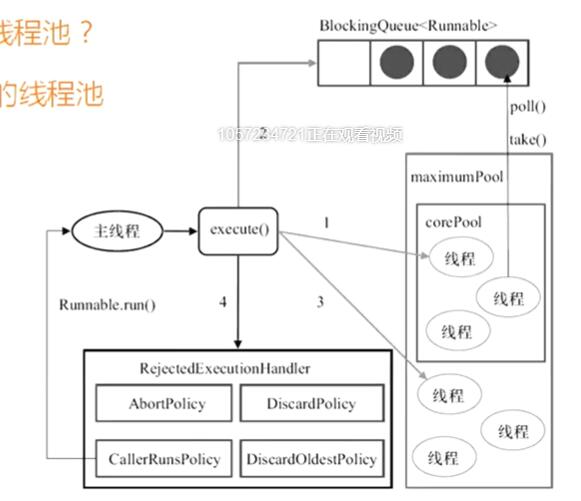 线程池？
的线程池
BlockingQueue<Runnable>
poll()
take()
1057284721正在观看视频
2
maximumPool
corePool
主线程
execute()
1
线程
线程
线程
Runnable.run()
4
3
RejectedExecutionHandler
AbortPolicy
DiscardPolicy
CallerRunsPolicy
DiscardOldestPolicy
线程
线程
线程